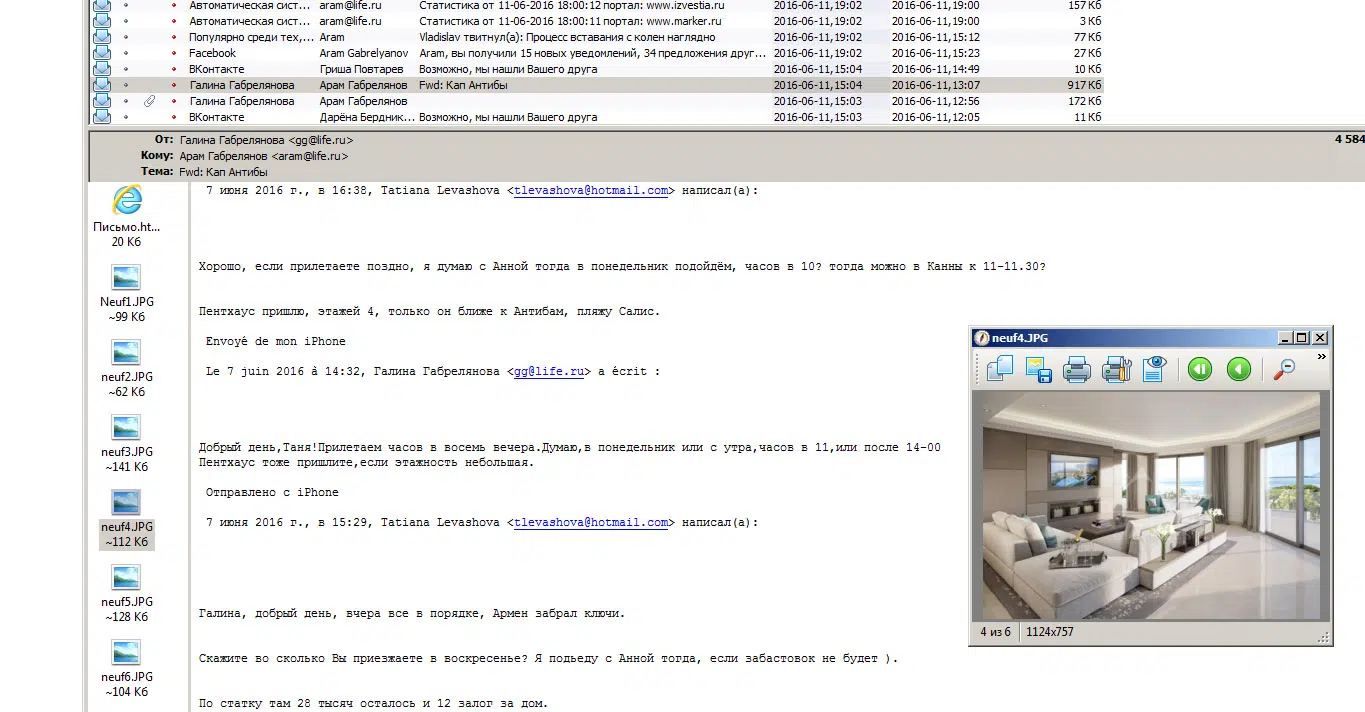 Автоматическая сист... aram@life.ru Статистика от 11-06-2016 18:00:12 портал: www.izvestia.ru 2016-06-11,19:02 2016-06-11,19:00 157 Кб
Автоматическая сист... aram@life.ru Статистика от 11-06-2016 18:00:11 портал: www.marker.ru 2016-06-11,19:02 2016-06-11,19:00 3 Кб
Популярно среди тех,... Aram Vladislav твитнул(а): Процесс вставания с колен наглядно 2016-06-11,19:02 2016-06-11,15:12 77 Кб
Facebook Aram Gabrelyanov Aram, вы получили 15 новых уведомлений, 34 предложения друг... 2016-06-11,19:02 2016-06-11,15:23 27 Кб
ВКонтакте Гриша Повтарев Возможно, мы нашли Вашего друга 2016-06-11,15:04 2016-06-11,14:49 10 Кб
Галина Габрелянова Арам Габрелянов Fwd: Кап Антибы 2016-06-11,15:04 2016-06-11,13:07 917 Кб
Галина Габрелянова Арам Габрелянов 2016-06-11,15:03 2016-06-11,12:56 172 Кб
ВКонтакте Дарёна Бердник... Возможно, мы нашли Вашего друга 2016-06-11,15:03 2016-06-11,12:05 11 Кб
От: Галина Габрелянова <gg@life.ru> 4 584
Кому: Арам Габрелянов <aram@life.ru>
Тема: Fwd: Кап Антибы
Письмо.ht...
20 Кб
Neuf1.JPG
~99 Кб
neuf2.JPG
~62 Кб
neuf3.JPG
~141 Кб
neuf4.JPG
~112 Кб
neuf5.JPG
~128 Кб
neuf6.JPG
~104 Кб
7 июня 2016 г., в 16:38, Tatiana Levashova <tlevashova@hotmail.com> написал(а):
Хорошо, если прилетаете поздно, я думаю с Анной тогда в понедельник подойдём, часов в 10? тогда можно в Канны к 11-11.30?
Пентхаус пришлю, этажей 4, только он ближе к Антибам, пляжу Салис.
Envoyé de mon iPhone
Le 7 juin 2016 à 14:32, Галина Габрелянова <gg@life.ru> a écrit :
Добрый день,Таня!Прилетаем часов в восемь вечера.Думаю,в понедельник или с утра,часов в 11,или после 14-00
Пентхаус тоже пришлите,если этажность небольшая.
Отправлено с iPhone
7 июня 2016 г., в 15:29, Tatiana Levashova <tlevashova@hotmail.com> написал(а):
Галина, добрый день, вчера все в порядке, Армен забрал ключи.
Скажите во сколько Вы приезжаете в воскресенье? Я подьеду с Анной тогда, если забастовок не будет ).
По статку там 28 тысяч осталось и 12 залог за дом.
neuf4.JPG
4 из 6 1124x757